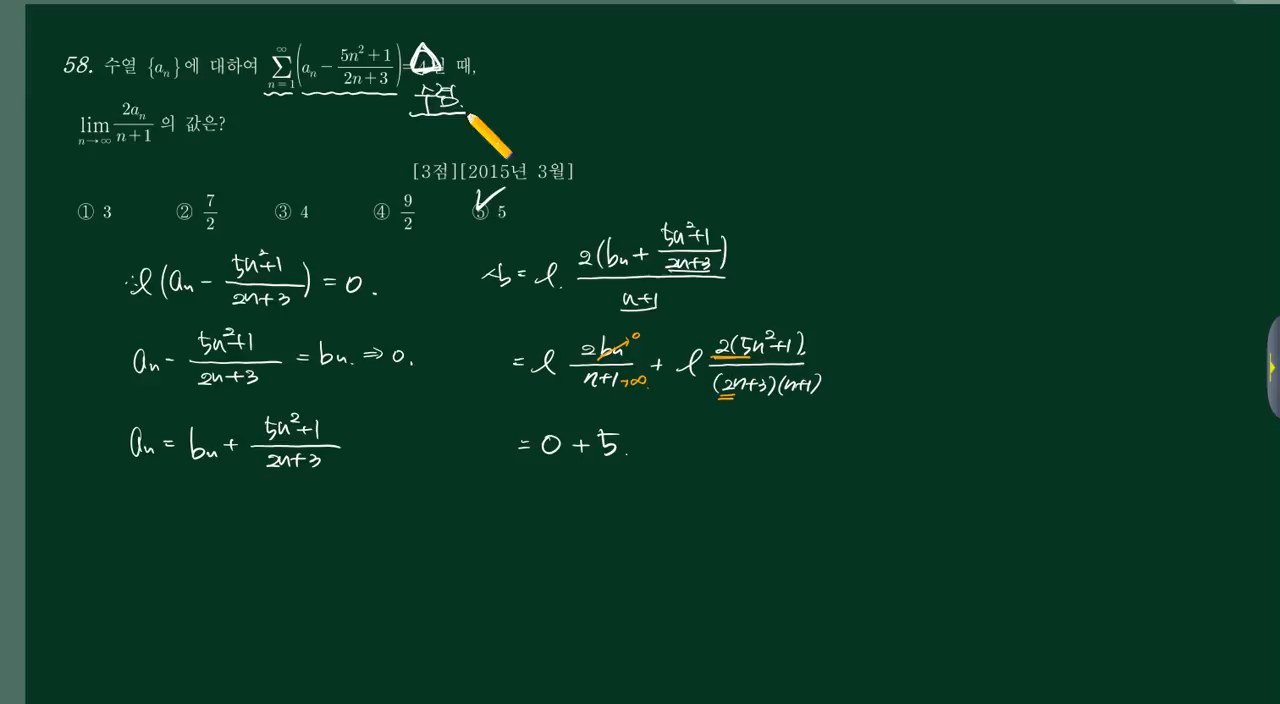 58. 수열 {aₙ}에 대하여 ∑_{n=1}^{∞}(aₙ − (5n²+1)/(2n+3)) = 4일 때,
수렴.
lim_{n→∞} 2aₙ/(n+1) 의 값은?
[3점][2015년 3월]
① 3 ② 7/2 ③ 4 ④ 9/2 ⑤ 5
∴ l (aₙ − (5n²+1)/(2n+3)) = 0.
aₙ − (5n²+1)/(2n+3) = bₙ ⇒ 0.
aₙ = bₙ + (5n²+1)/(2n+3)
= l. 2(bₙ + (5n²+1)/(2n+3))/(n+1)
= l 2bₙ/(n+1) + l 2(5n²+1)/((2n+3)(n+1))
→0
→∞
= 0 + 5.